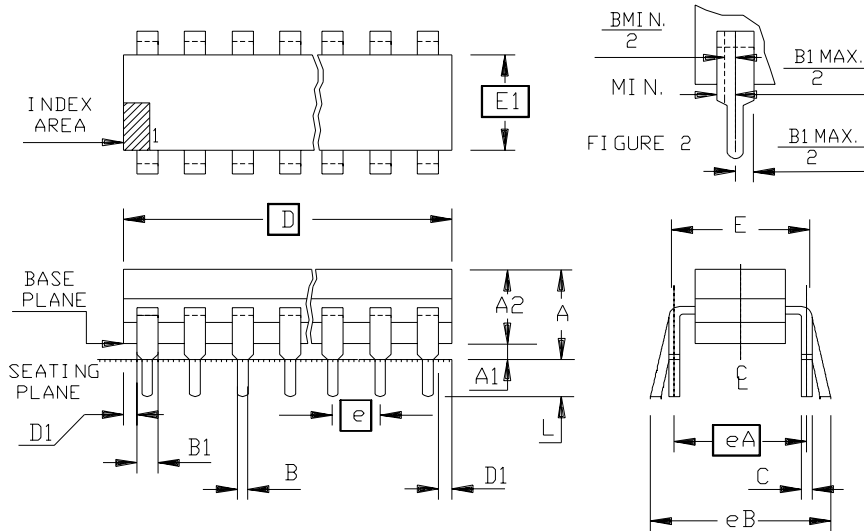 INDEX
AREA
1
E1
BMIN.
2
B1 MAX.
2
MIN.
FIGURE 2
B1 MAX.
2
D
BASE
PLANE
SEATING
PLANE
A2
A
A1
L
D1
B1
B
e
D1
E
℄
eA
C
eB